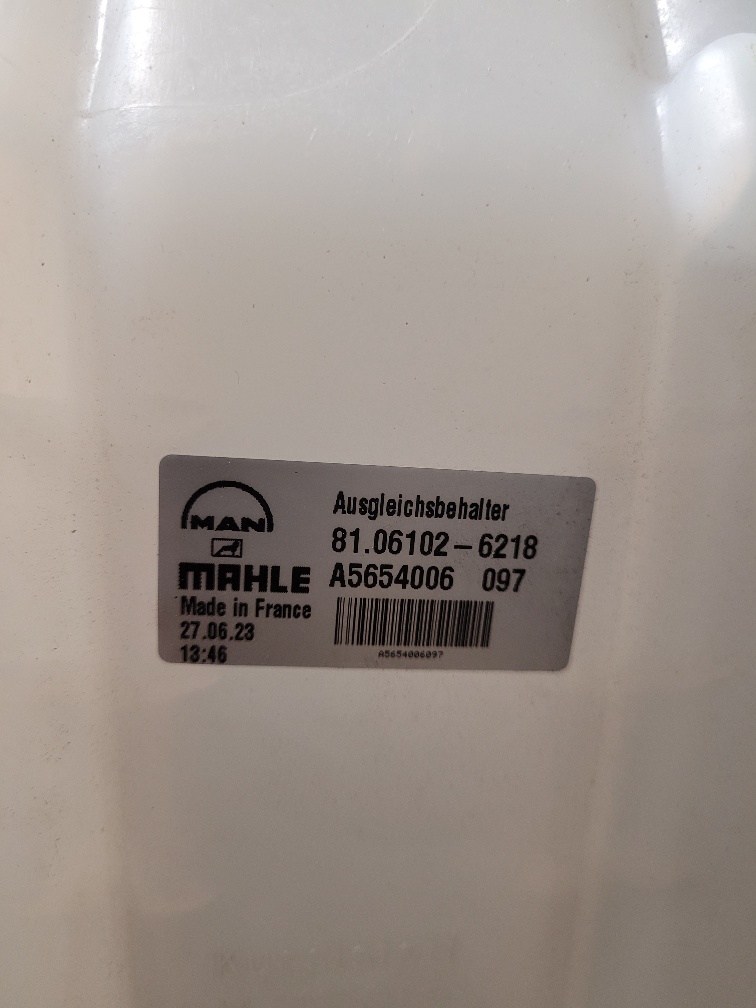 MAN
MAHLE
Made in France
27.06.23
13:46
Ausgleichsbehalter
81.06102-6218
A5654006 097
A5654006097